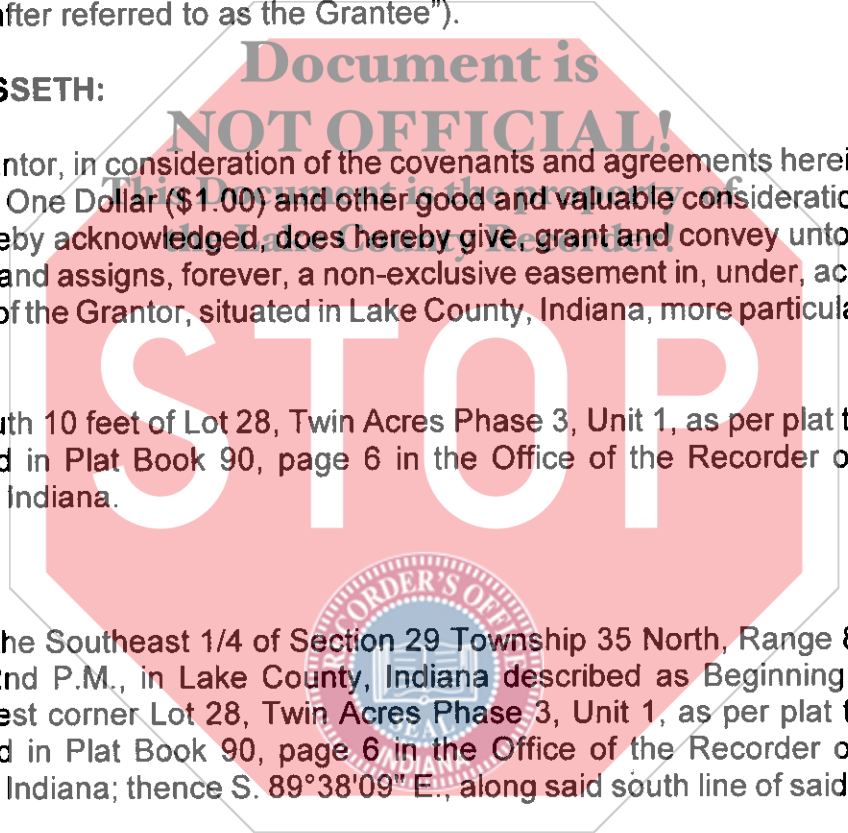 after referred to as the Grantee").
Document is
SSETH:
NOT OFFICIAL!
ntor, in consideration of the covenants and agreements herei
This Document is the property of
One Dollar ($1.00) and other good and valuable consideratio
the Lake County Recorder!
eby acknowledged, does hereby give, grant and convey unto
and assigns, forever, a non-exclusive easement in, under, ac
of the Grantor, situated in Lake County, Indiana, more particula
STOP
uth 10 feet of Lot 28, Twin Acres Phase 3, Unit 1, as per plat t
d in Plat Book 90, page 6 in the Office of the Recorder o
Indiana.
RECORDER'S OFFICE
he Southeast 1/4 of Section 29 Township 35 North, Range 8
2nd P.M., in Lake County, Indiana described as Beginning
est corner Lot 28, Twin Acres Phase 3, Unit 1, as per plat t
SEAL
d in Plat Book 90, page 6 in the Office of the Recorder o
INDIANA
Indiana; thence S. 89°38'09" E., along said south line of said